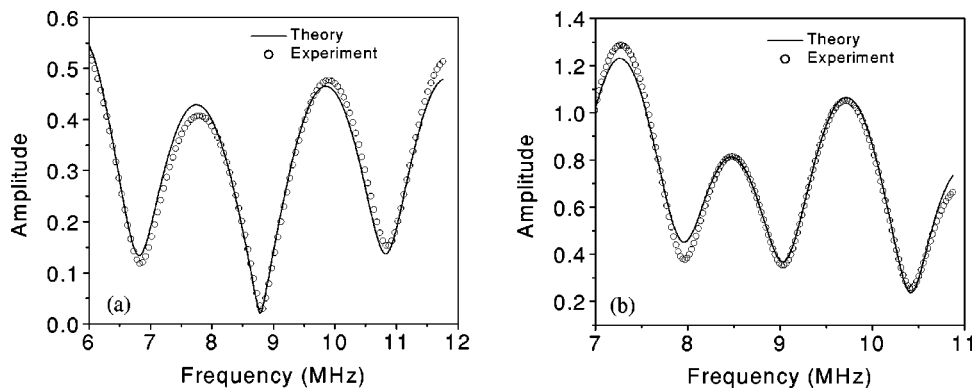 0.6
0.5
0.4
0.3
0.2
0.1
0.0
Amplitude
Theory
Experiment
(a)
6 7 8 9 10 11 12
Frequency (MHz)
1.4
1.2
1.0
0.8
0.6
0.4
0.2
Amplitude
Theory
Experiment
(b)
7 8 9 10 11
Frequency (MHz)